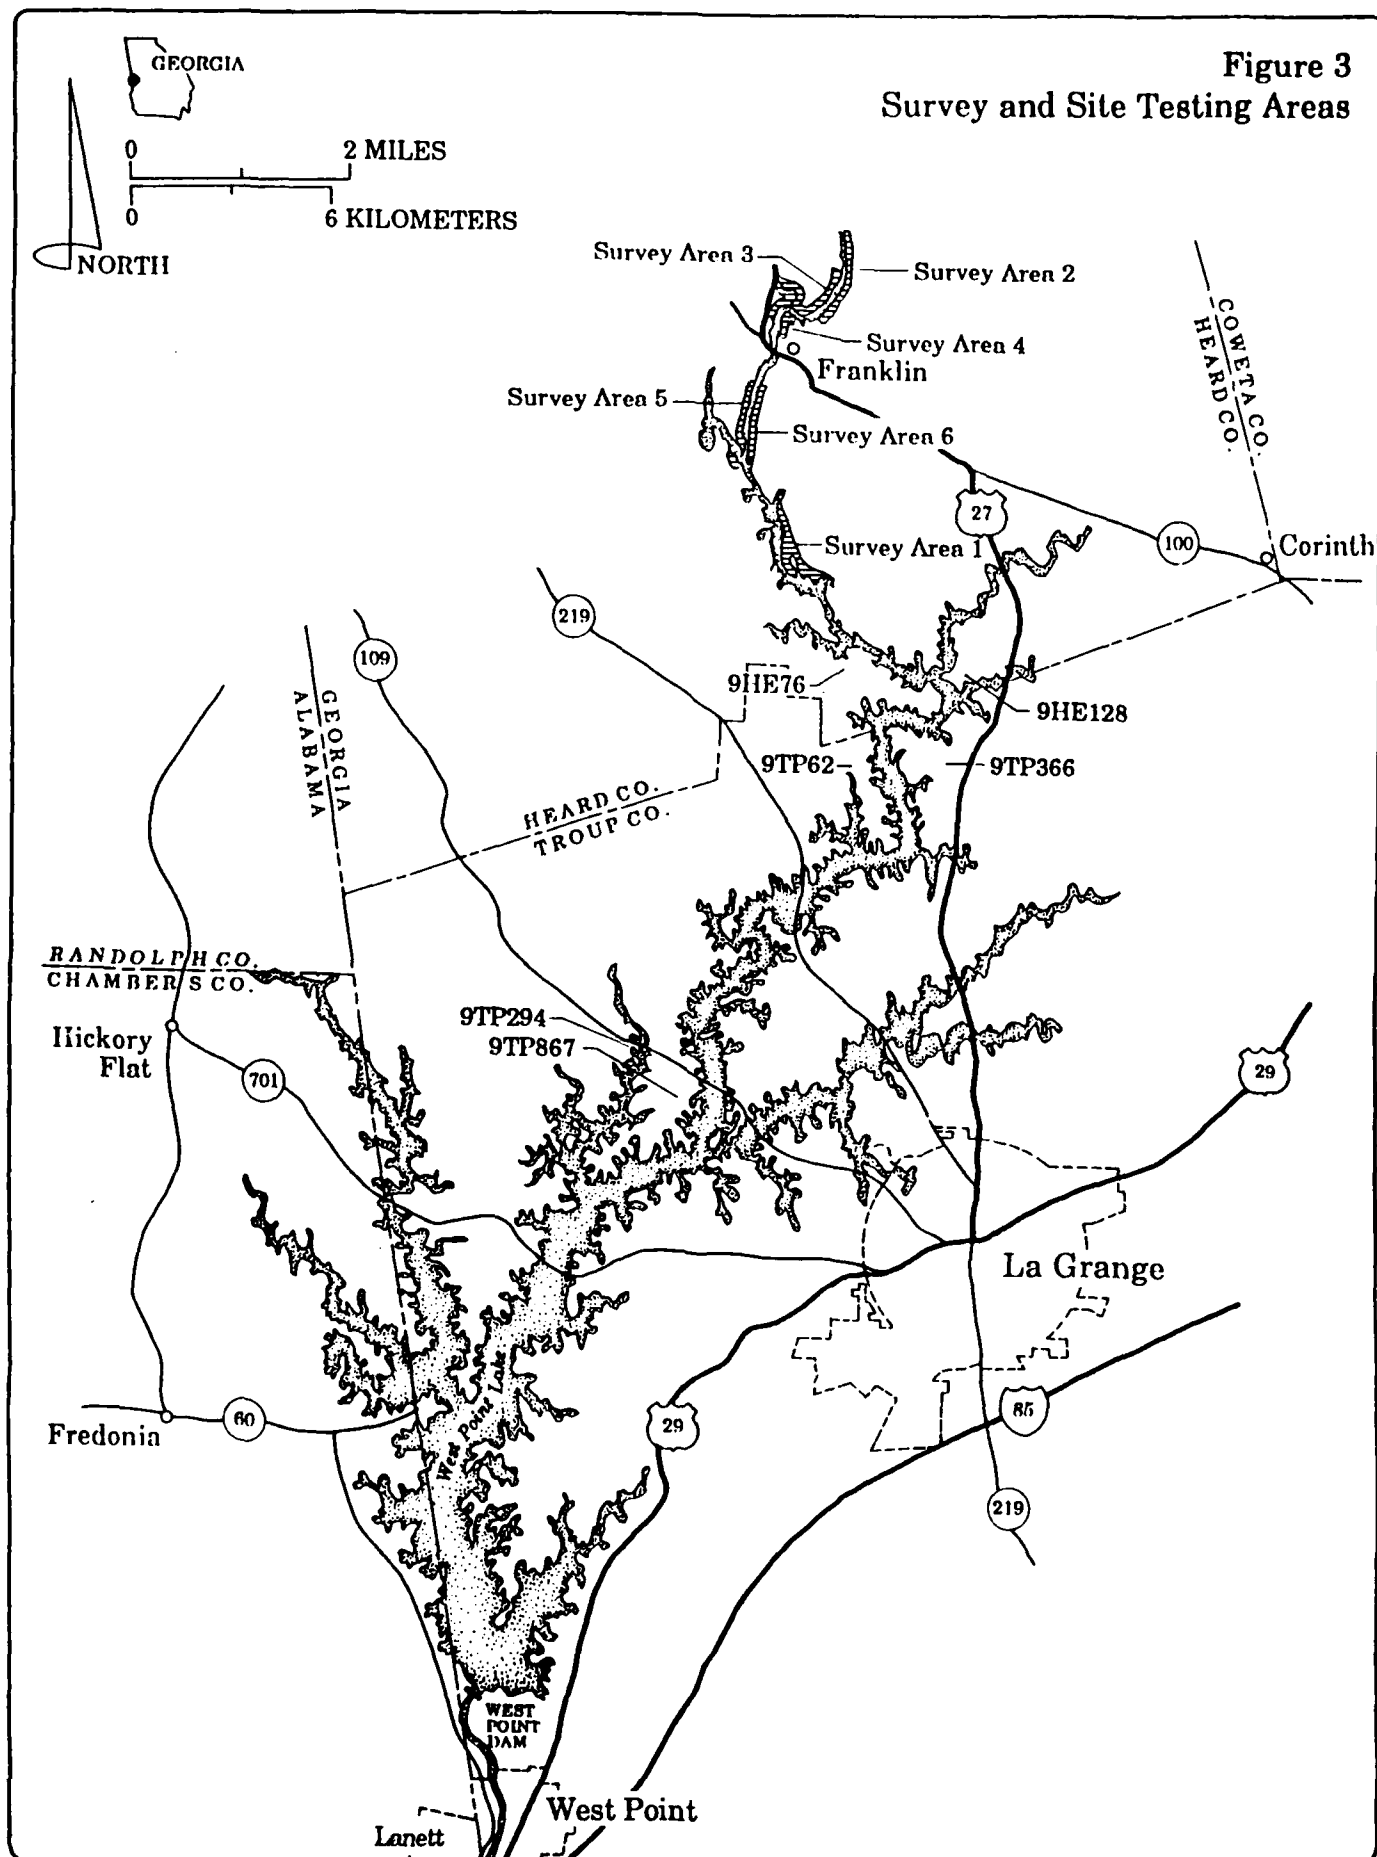 Figure 3
Survey and Site Testing Areas
GEORGIA
0 2 MILES
0 6 KILOMETERS
NORTH
Survey Area 3
Survey Area 2
Survey Area 4
Franklin
Survey Area 5
Survey Area 6
COWETA CO.
HEARD CO.
27
100
Corinth
Survey Area 1
219
109
GEORGIA
ALABAMA
9HE76
9HE128
9TP62
9TP366
HEARD CO.
TROUP CO.
RANDOLPH CO.
CHAMBERS CO.
Hickory
Flat
701
9TP294
9TP867
29
La Grange
West Point Lake
Fredonia
60
29
85
219
WEST
POINT
DAM
West Point
Lanett